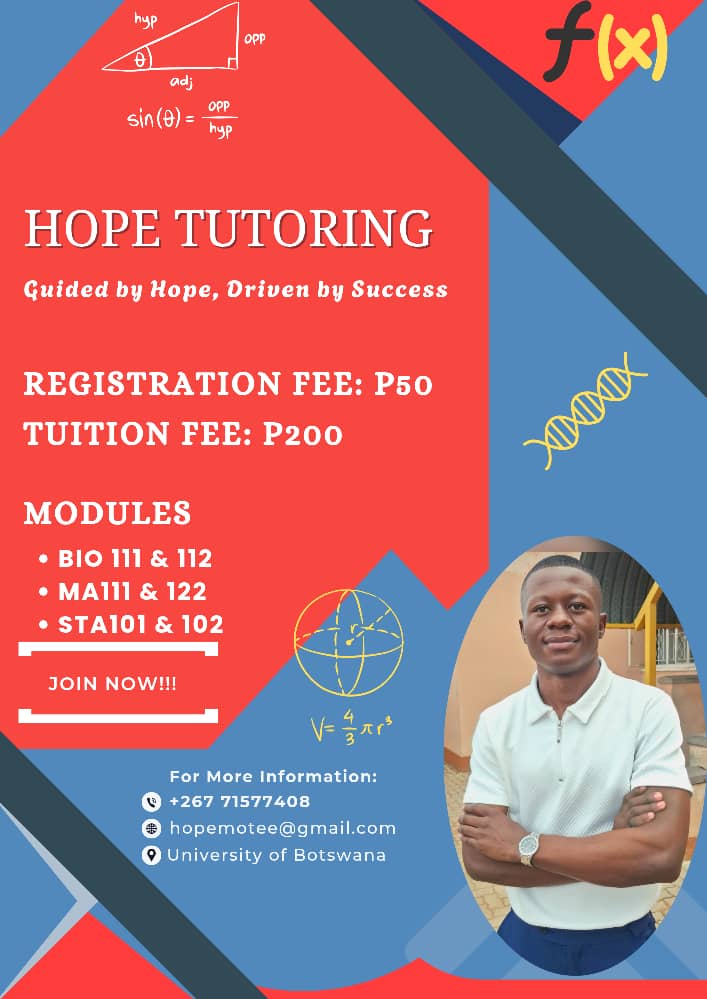 hyp
opp
θ
adj
sin(θ) = opp/hyp
f(x)
HOPE TUTORING
Guided by Hope, Driven by Success
REGISTRATION FEE: P50
TUITION FEE: P200
MODULES
• BIO 111 & 112
• MA111 & 122
• STA101 & 102
JOIN NOW!!!
r
V= 4/3 πr³
For More Information:
+267 71577408
hopemotee@gmail.com
University of Botswana